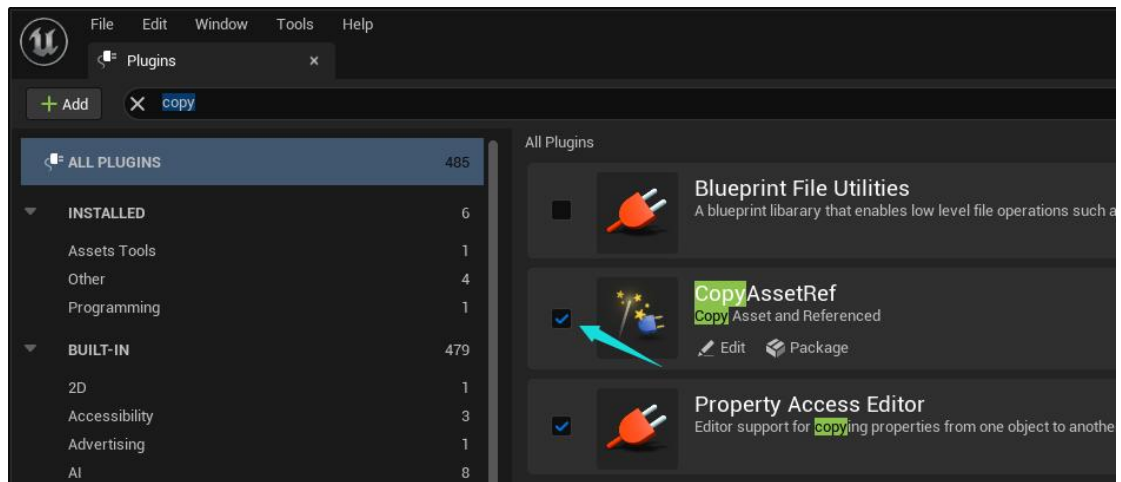 File Edit Window Tools Help
Plugins
Add copy
ALL PLUGINS 485
INSTALLED 6
Assets Tools 1
Other 4
Programming 1
BUILT-IN 479
2D 1
Accessibility 3
Advertising 1
AI 8
All Plugins
Blueprint File Utilities
A blueprint libarary that enables low level file operations such a
CopyAssetRef
Copy Asset and Referenced
Edit Package
Property Access Editor
Editor support for copying properties from one object to anothe